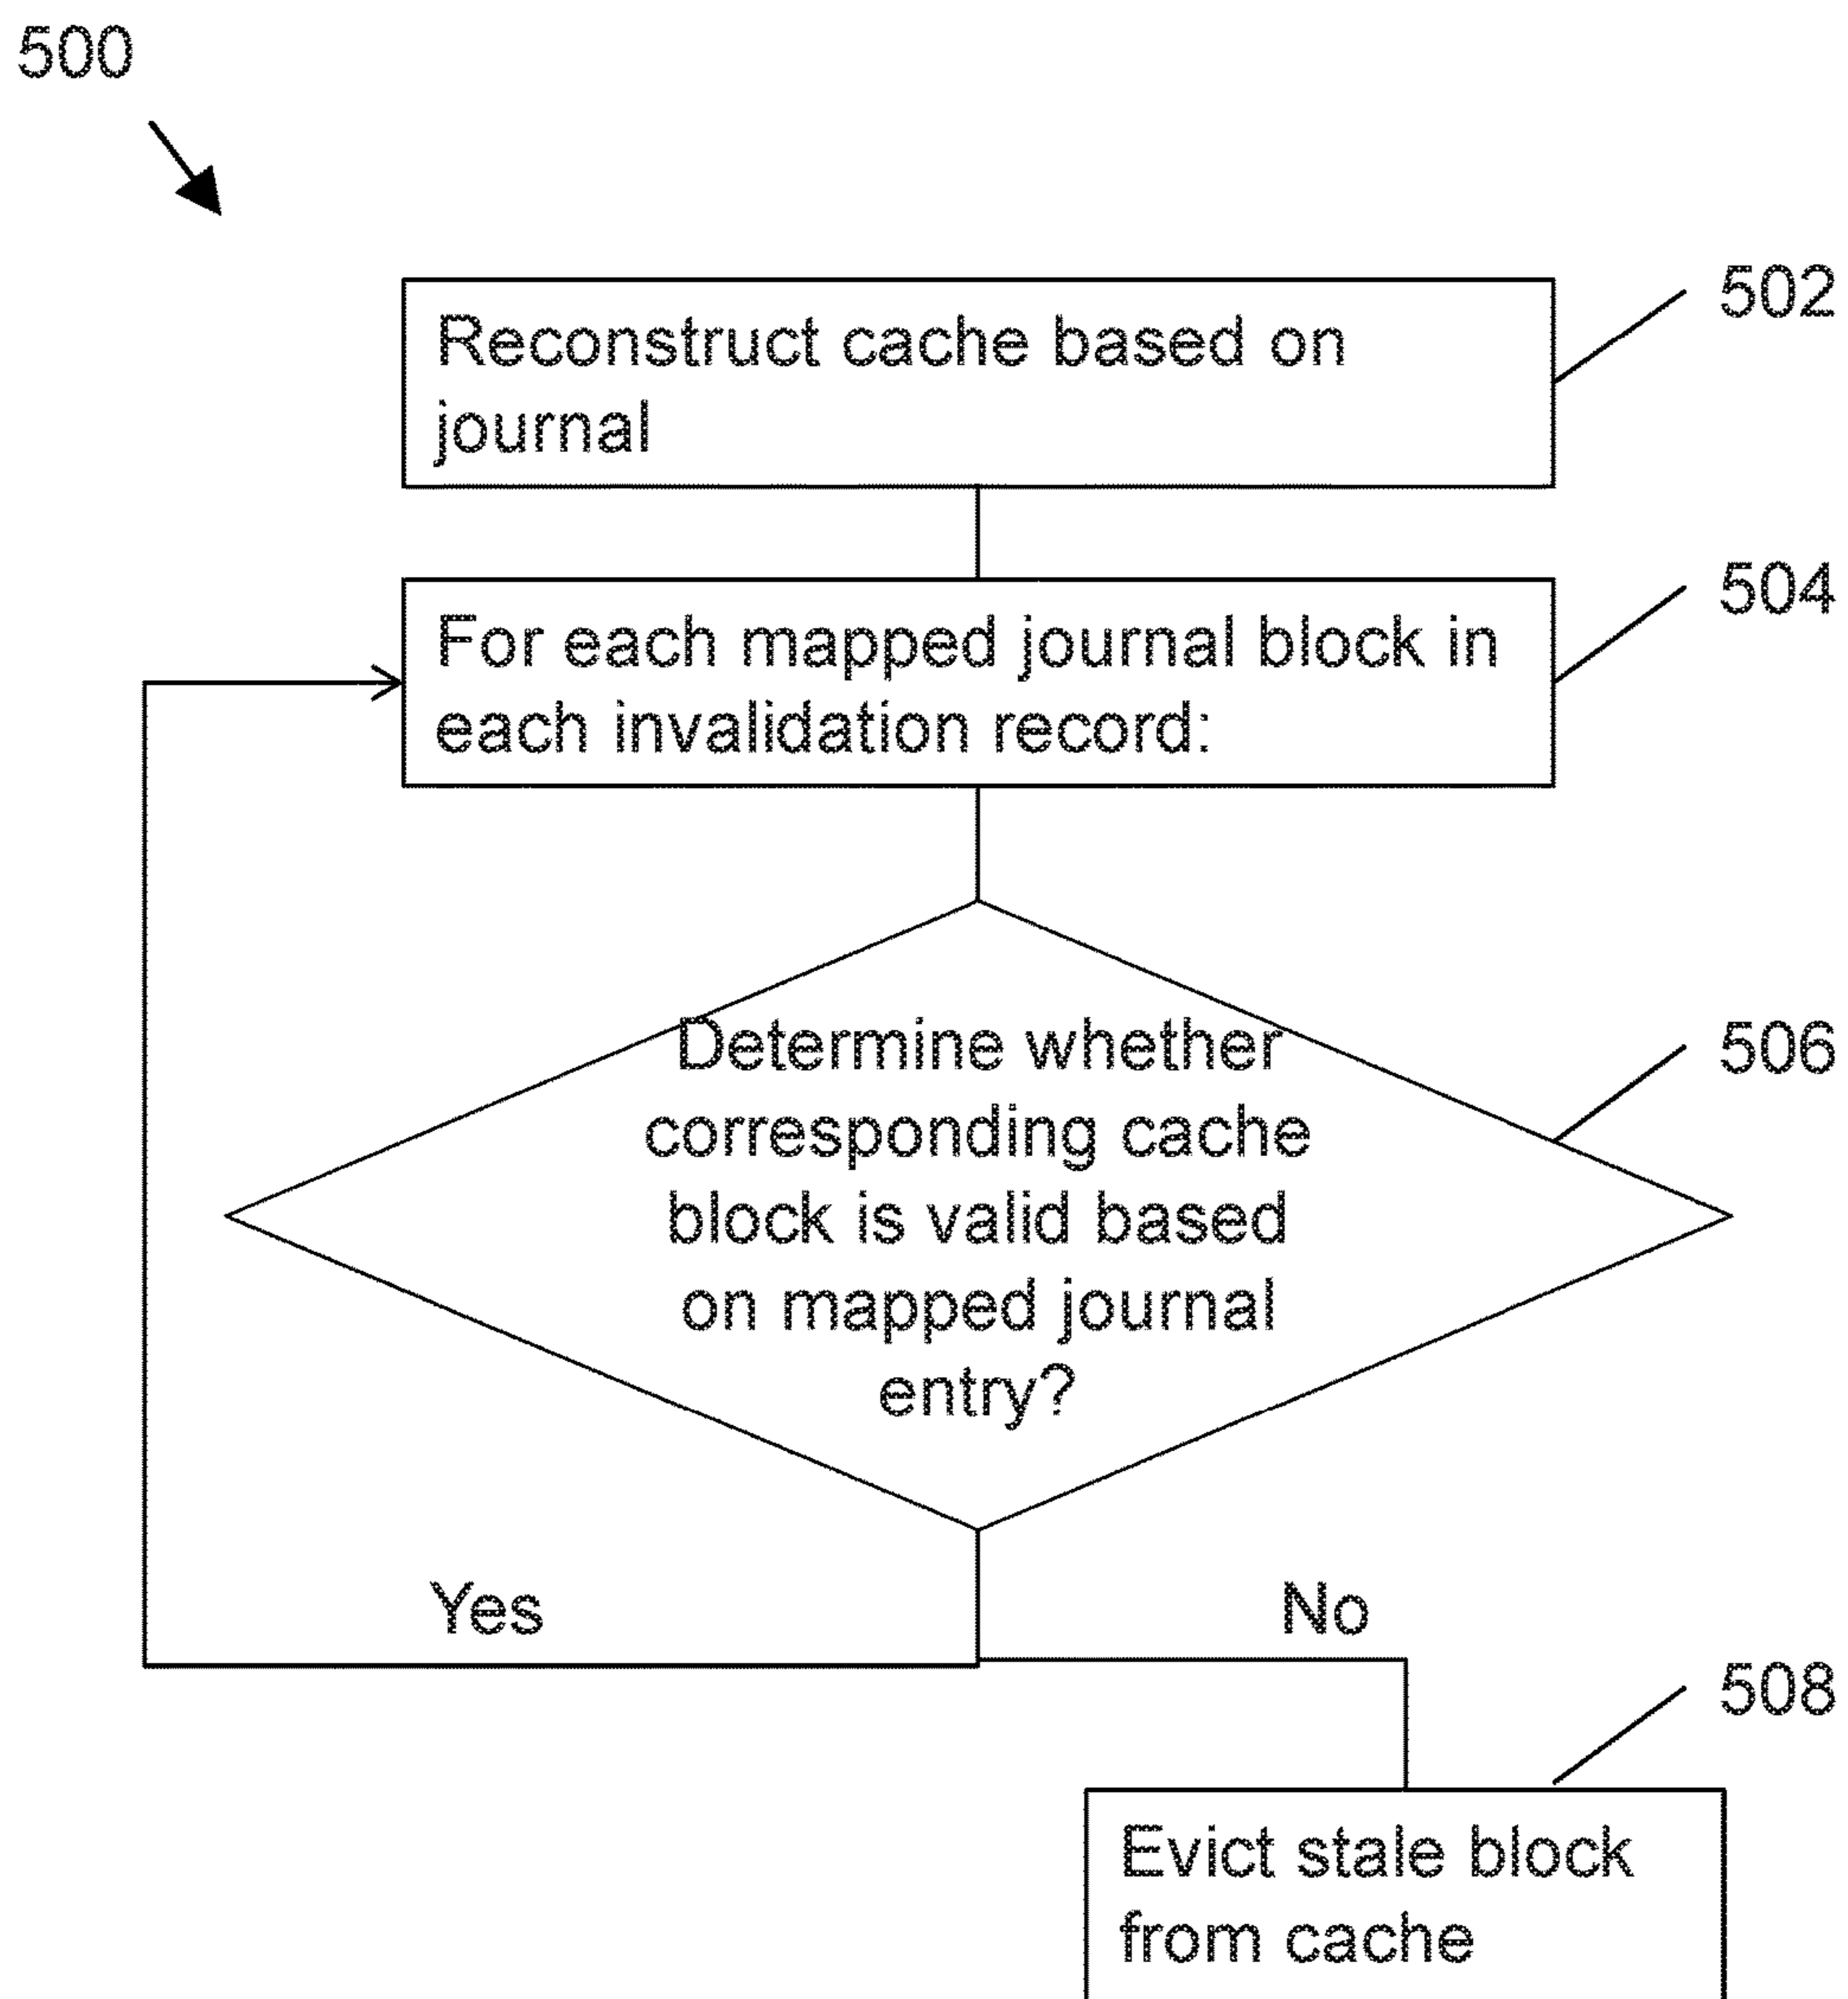 500
Reconstruct cache based on
journal
502
For each mapped journal block in
each invalidation record:
504
Determine whether
corresponding cache
block is valid based
on mapped journal
entry?
506
Yes
No
508
Evict stale block
from cache